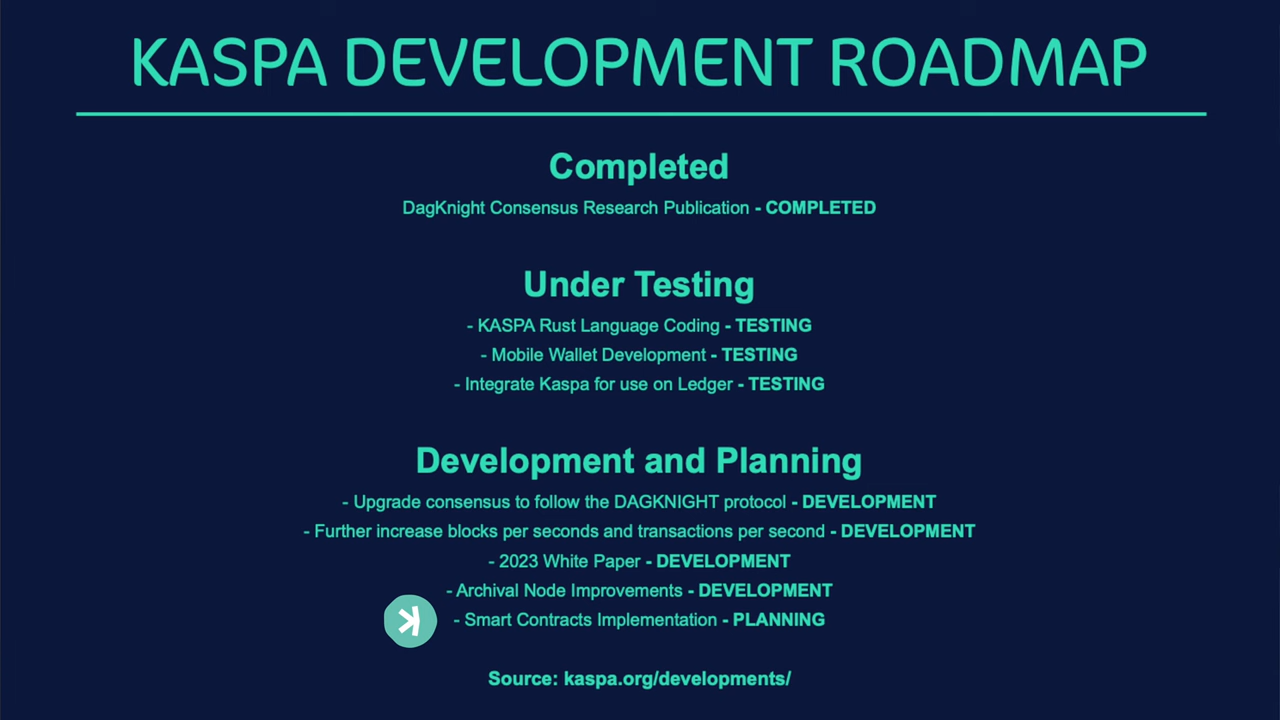 KASPA DEVELOPMENT ROADMAP
Completed
DagKnight Consensus Research Publication - COMPLETED
Under Testing
- KASPA Rust Language Coding - TESTING
- Mobile Wallet Development - TESTING
- Integrate Kaspa for use on Ledger - TESTING
Development and Planning
- Upgrade consensus to follow the DAGKNIGHT protocol - DEVELOPMENT
- Further increase blocks per seconds and transactions per second - DEVELOPMENT
- 2023 White Paper - DEVELOPMENT
- Archival Node Improvements - DEVELOPMENT
- Smart Contracts Implementation - PLANNING
Source: kaspa.org/developments/